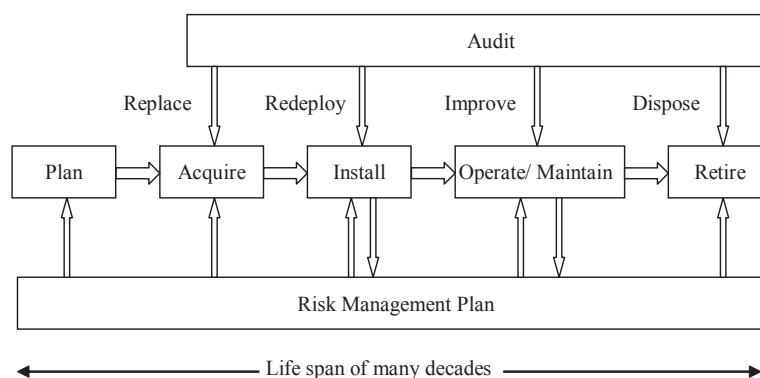 Audit
Replace Redeploy Improve Dispose
Plan Acquire Install Operate/ Maintain Retire
Risk Management Plan
Life span of many decades